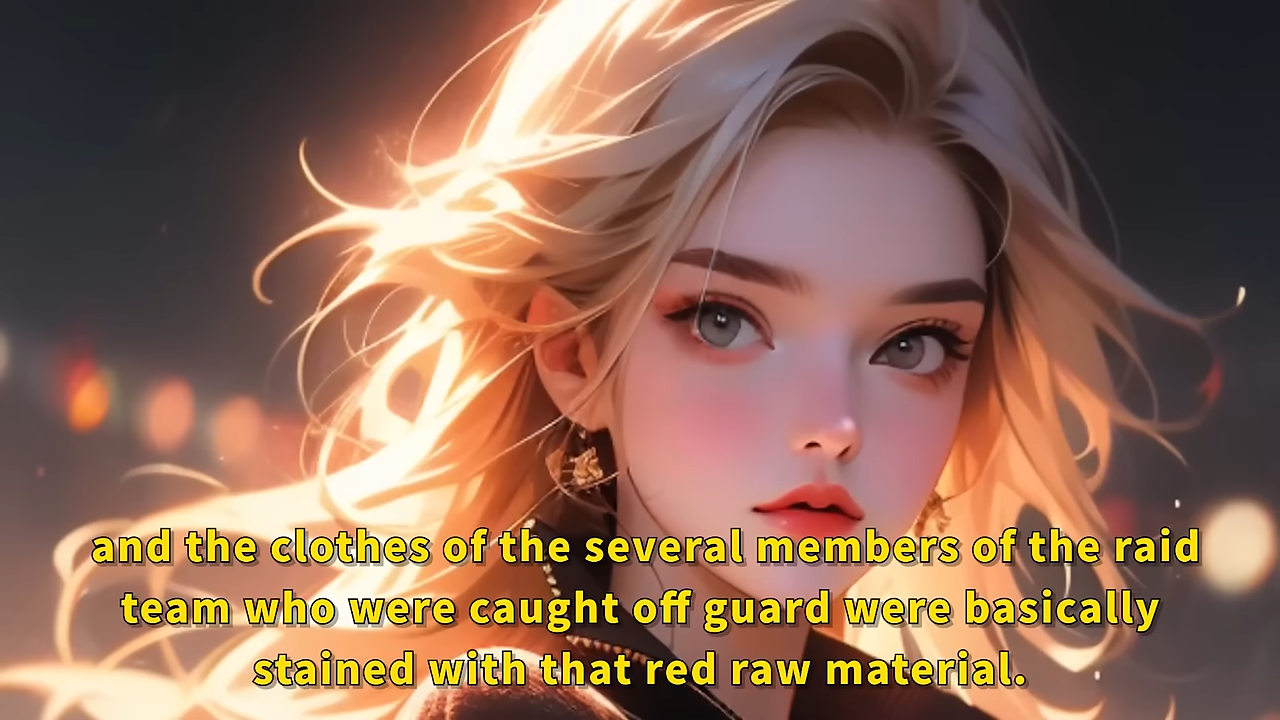 and the clothes of the several members of the raid
team who were caught off guard were basically
stained with that red raw material.